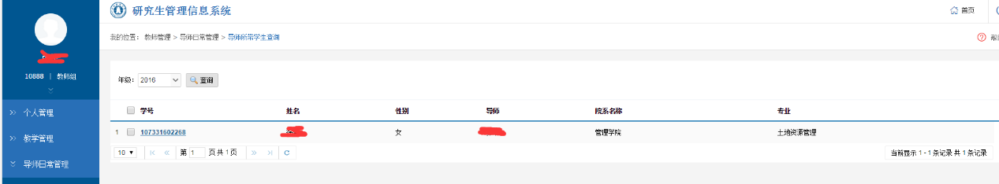 研究生管理信息系统
首页
我的位置： 教师管理 > 导师日常管理 > 导师所带学生查询
10888 | 教师组
个人管理
教学管理
导师日常管理
年级： 2016 查询
学号 姓名 性别 导师 院系名称 专业
1 107331602268 女 管理学院 土地资源管理
10 第 1 页 共 1 页
当前显示 1 - 1 条记录 共 1 条记录